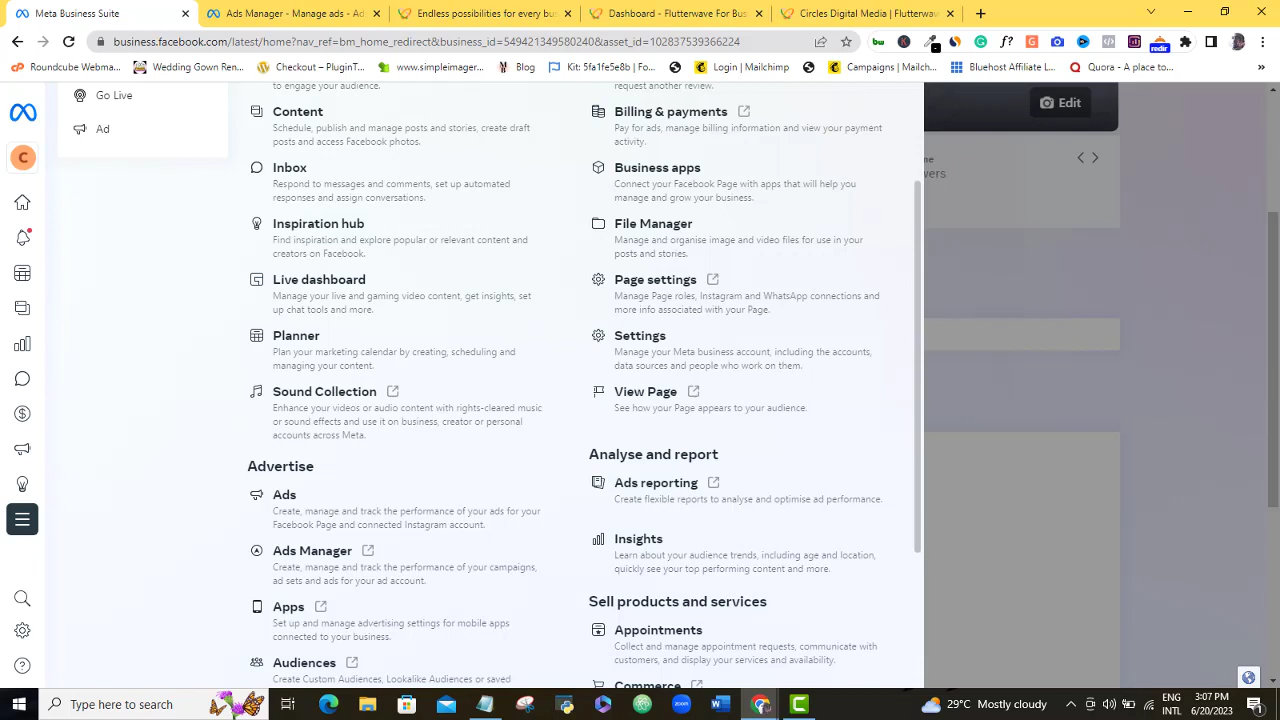 Meta Business Suite
Ads Manager - Manage ads - Ad
Endless possibilities for every bu
Dashboard - Flutterwave For Bus
Circles Digital Media | Flutterwav
business.facebook.com/latest/home?nav_ref=bm_home_redirect&business_id=549421349580240&asset_id=102837539366224
Roundcube Webma...
Wedding Gown Ren...
Checkout – PluginT...
www.simpleimager...
Blog
Kit: 5fa1fe5e8b | Fo...
Login | Mailchimp
Campaigns | Mailch...
Bluehost Affiliate L...
Quora - A place to...
»
Go Live
Ad
C
to engage your audience.
Content
Schedule, publish and manage posts and stories, create draft
posts and access Facebook photos.
Inbox
Respond to messages and comments, set up automated
responses and assign conversations.
Inspiration hub
Find inspiration and explore popular or relevant content and
creators on Facebook.
Live dashboard
Manage your live and gaming video content, get insights, set
up chat tools and more.
Planner
Plan your marketing calendar by creating, scheduling and
managing your content.
Sound Collection
Enhance your videos or audio content with rights-cleared music
or sound effects and use it on business, creator or personal
accounts across Meta.
Advertise
Ads
Create, manage and track the performance of your ads for your
Facebook Page and connected Instagram account.
Ads Manager
Create, manage and track the performance of your campaigns,
ad sets and ads for your ad account.
Apps
Set up and manage advertising settings for mobile apps
connected to your business.
Audiences
Create Custom Audiences, Lookalike Audiences or saved
request another review.
Billing & payments
Pay for ads, manage billing information and view your payment
activity.
Business apps
Connect your Facebook Page with apps that will help you
manage and grow your business.
File Manager
Manage and organise image and video files for use in your
posts and stories.
Page settings
Manage Page roles, Instagram and WhatsApp connections and
more info associated with your Page.
Settings
Manage your Meta business account, including the accounts,
data sources and people who work on them.
View Page
See how your Page appears to your audience.
Analyse and report
Ads reporting
Create flexible reports to analyse and optimise ad performance.
Insights
Learn about your audience trends, including age and location,
quickly see your top performing content and more.
Sell products and services
Appointments
Collect and manage appointment requests, communicate with
customers, and display your services and availability.
Commerce
Edit
me
wers
Type here to search
29°C Mostly cloudy
ENG
INTL
3:07 PM
6/20/2023